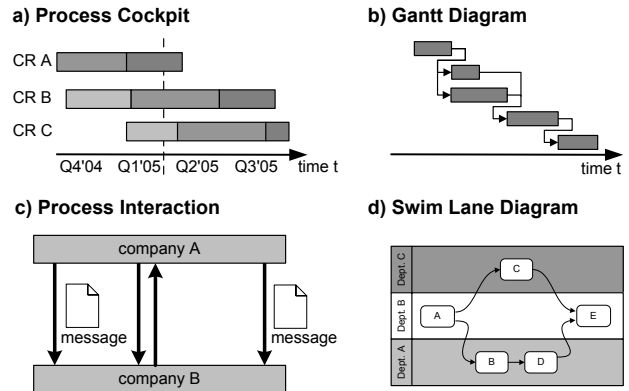 a) Process Cockpit
CR A
CR B
CR C
Q4'04 Q1'05 Q2'05 Q3'05 time t
b) Gantt Diagram
time t
c) Process Interaction
company A
message
message
company B
d) Swim Lane Diagram
Dept. C
Dept. B
Dept. A
C
A
E
B
D